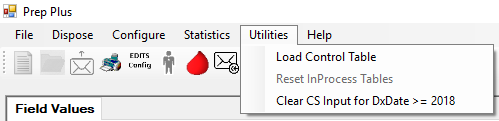 Prep Plus
File Dispose Configure Statistics Utilities Help
EDITS
Config
Load Control Table
Reset InProcess Tables
Clear CS Input for DxDate >= 2018
Field Values